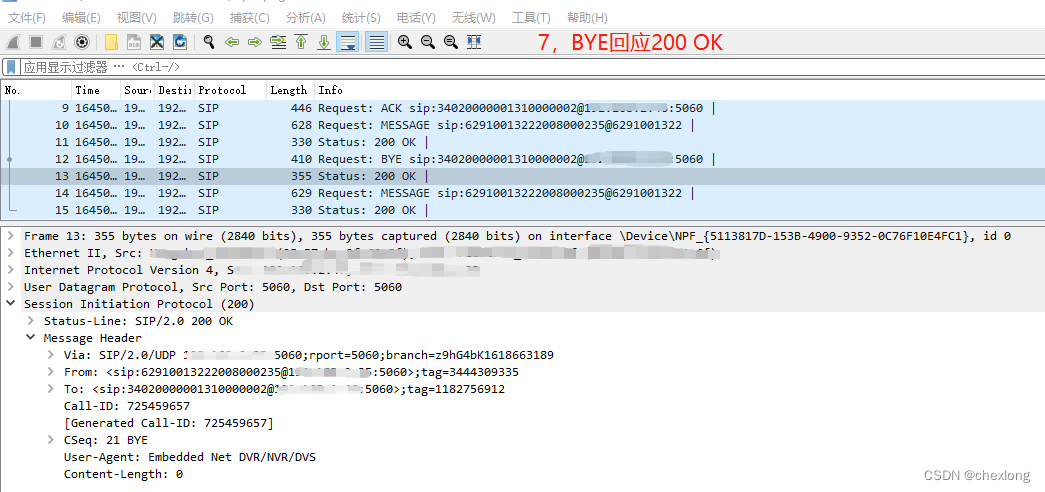 文件(F) 编辑(E) 视图(V) 跳转(G) 捕获(C) 分析(A) 统计(S) 电话(Y) 无线(W) 工具(T) 帮助(H)
7，BYE回应200 OK
应用显示过滤器 … <Ctrl-/>
No. Time Sour Desti Protocol Length Info
9 16450… 19… 192… SIP 446 Request: ACK sip:34020000001310000002@ :5060 |
10 16450… 19… 192… SIP 628 Request: MESSAGE sip:62910013222008000235@6291001322 |
11 16450… 19… 192… SIP 330 Status: 200 OK |
12 16450… 19… 192… SIP 410 Request: BYE sip:34020000001310000002@ :5060 |
13 16450… 19… 192… SIP 355 Status: 200 OK |
14 16450… 19… 192… SIP 629 Request: MESSAGE sip:62910013222008000235@6291001322 |
15 16450… 19… 192… SIP 330 Status: 200 OK |
Frame 13: 355 bytes on wire (2840 bits), 355 bytes captured (2840 bits) on interface \Device\NPF_{5113817D-153B-4900-9352-0C76F10E4FC1}, id 0
Ethernet II, Src:
Internet Protocol Version 4,
User Datagram Protocol, Src Port: 5060, Dst Port: 5060
Session Initiation Protocol (200)
Status-Line: SIP/2.0 200 OK
Message Header
Via: SIP/2.0/UDP :5060;rport=5060;branch=z9hG4bK1618663189
From: <sip:62910013222008000235@ :5060>;tag=3444309335
To: <sip:34020000001310000002@ :5060>;tag=1182756912
Call-ID: 725459657
[Generated Call-ID: 725459657]
CSeq: 21 BYE
User-Agent: Embedded Net DVR/NVR/DVS
Content-Length: 0
CSDN @chexlong